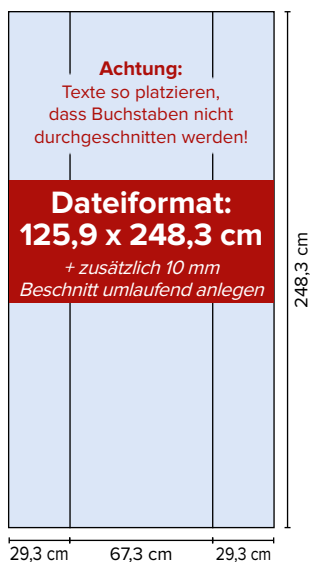 Achtung:
Texte so platzieren,
dass Buchstaben nicht
durchgeschnitten werden!
Dateiformat:
125,9 x 248,3 cm
+ zusätzlich 10 mm
Beschnitt umlaufend anlegen
248,3 cm
29,3 cm
67,3 cm
29,3 cm